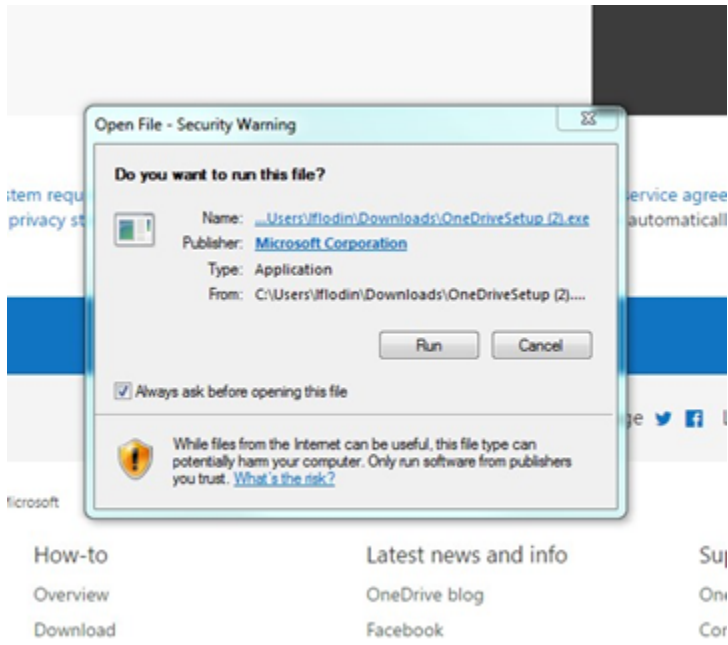 Open File - Security Warning
Do you want to run this file?
stem requ
ervice agree
privacy st
automaticall
Name: ...Users\lflodin\Downloads\OneDriveSetup (2).exe
Publisher: Microsoft Corporation
Type: Application
From: C:\Users\lflodin\Downloads\OneDriveSetup (2)....
Run
Cancel
Always ask before opening this file
ge
While files from the Internet can be useful, this file type can
potentially harm your computer. Only run software from publishers
you trust. What's the risk?
Microsoft
How-to
Latest news and info
Su
Overview
OneDrive blog
One
Download
Facebook
Cor